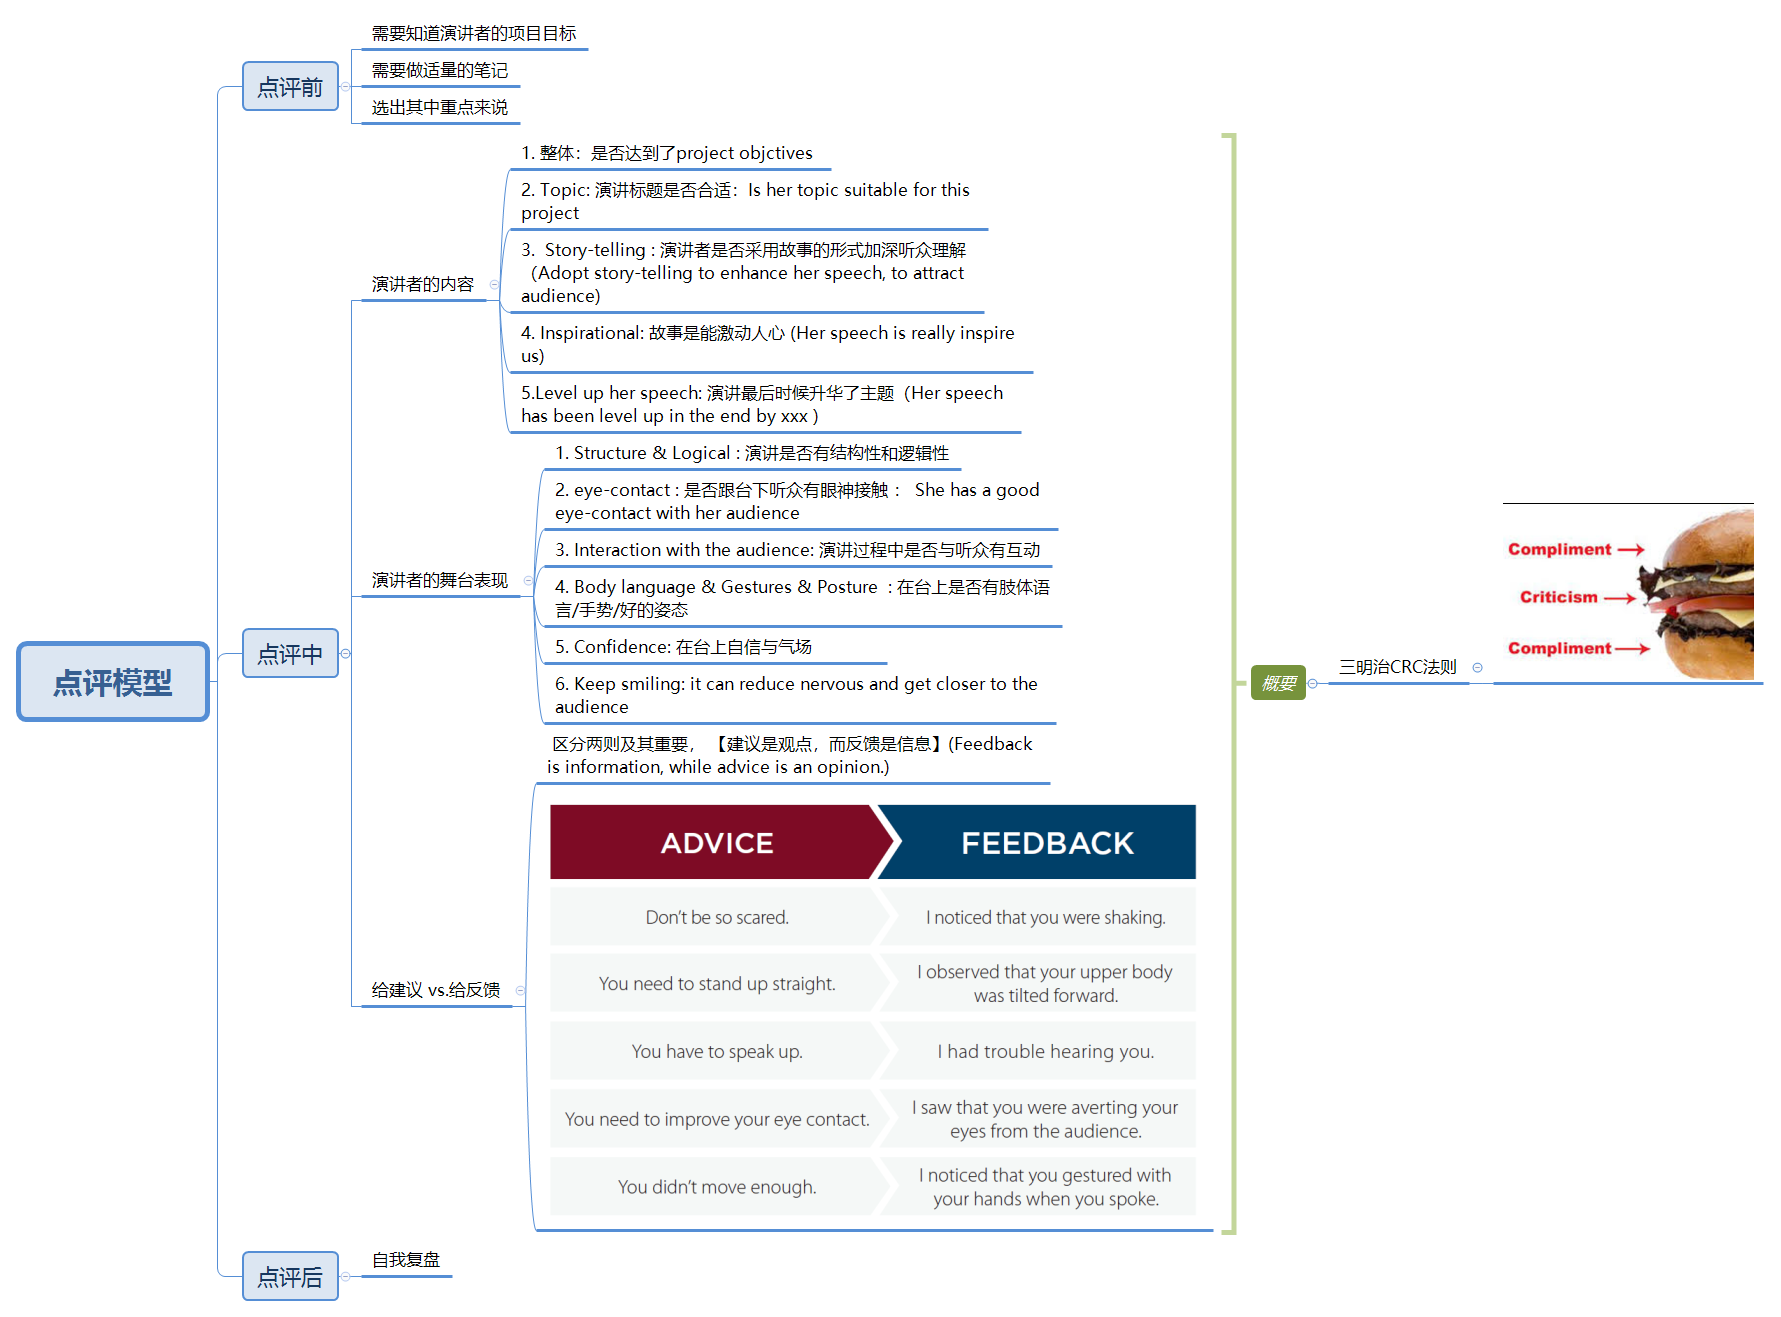 点评模型
点评前
需要知道演讲者的项目目标
需要做适量的笔记
选出其中重点来说
点评中
演讲者的内容
1. 整体：是否达到了project objctives
2. Topic: 演讲标题是否合适：Is her topic suitable for this
project
3. Story-telling : 演讲者是否采用故事的形式加深听众理解
（Adopt story-telling to enhance her speech, to attract
audience)
4. Inspirational: 故事是能激动人心 (Her speech is really inspire
us)
5.Level up her speech: 演讲最后时候升华了主题（Her speech
has been level up in the end by xxx )
演讲者的舞台表现
1. Structure & Logical : 演讲是否有结构性和逻辑性
2. eye-contact : 是否跟台下听众有眼神接触： She has a good
eye-contact with her audience
3. Interaction with the audience: 演讲过程中是否与听众有互动
4. Body language & Gestures & Posture : 在台上是否有肢体语
言/手势/好的姿态
5. Confidence: 在台上自信与气场
6. Keep smiling: it can reduce nervous and get closer to the
audience
给建议 vs.给反馈
区分两则及其重要，【建议是观点，而反馈是信息】(Feedback
is information, while advice is an opinion.)
ADVICE
FEEDBACK
Don't be so scared.
I noticed that you were shaking.
You need to stand up straight.
I observed that your upper body
was tilted forward.
You have to speak up.
I had trouble hearing you.
You need to improve your eye contact.
I saw that you were averting your
eyes from the audience.
You didn't move enough.
I noticed that you gestured with
your hands when you spoke.
点评后
自我复盘
概要
三明治CRC法则
Compliment
Criticism
Compliment